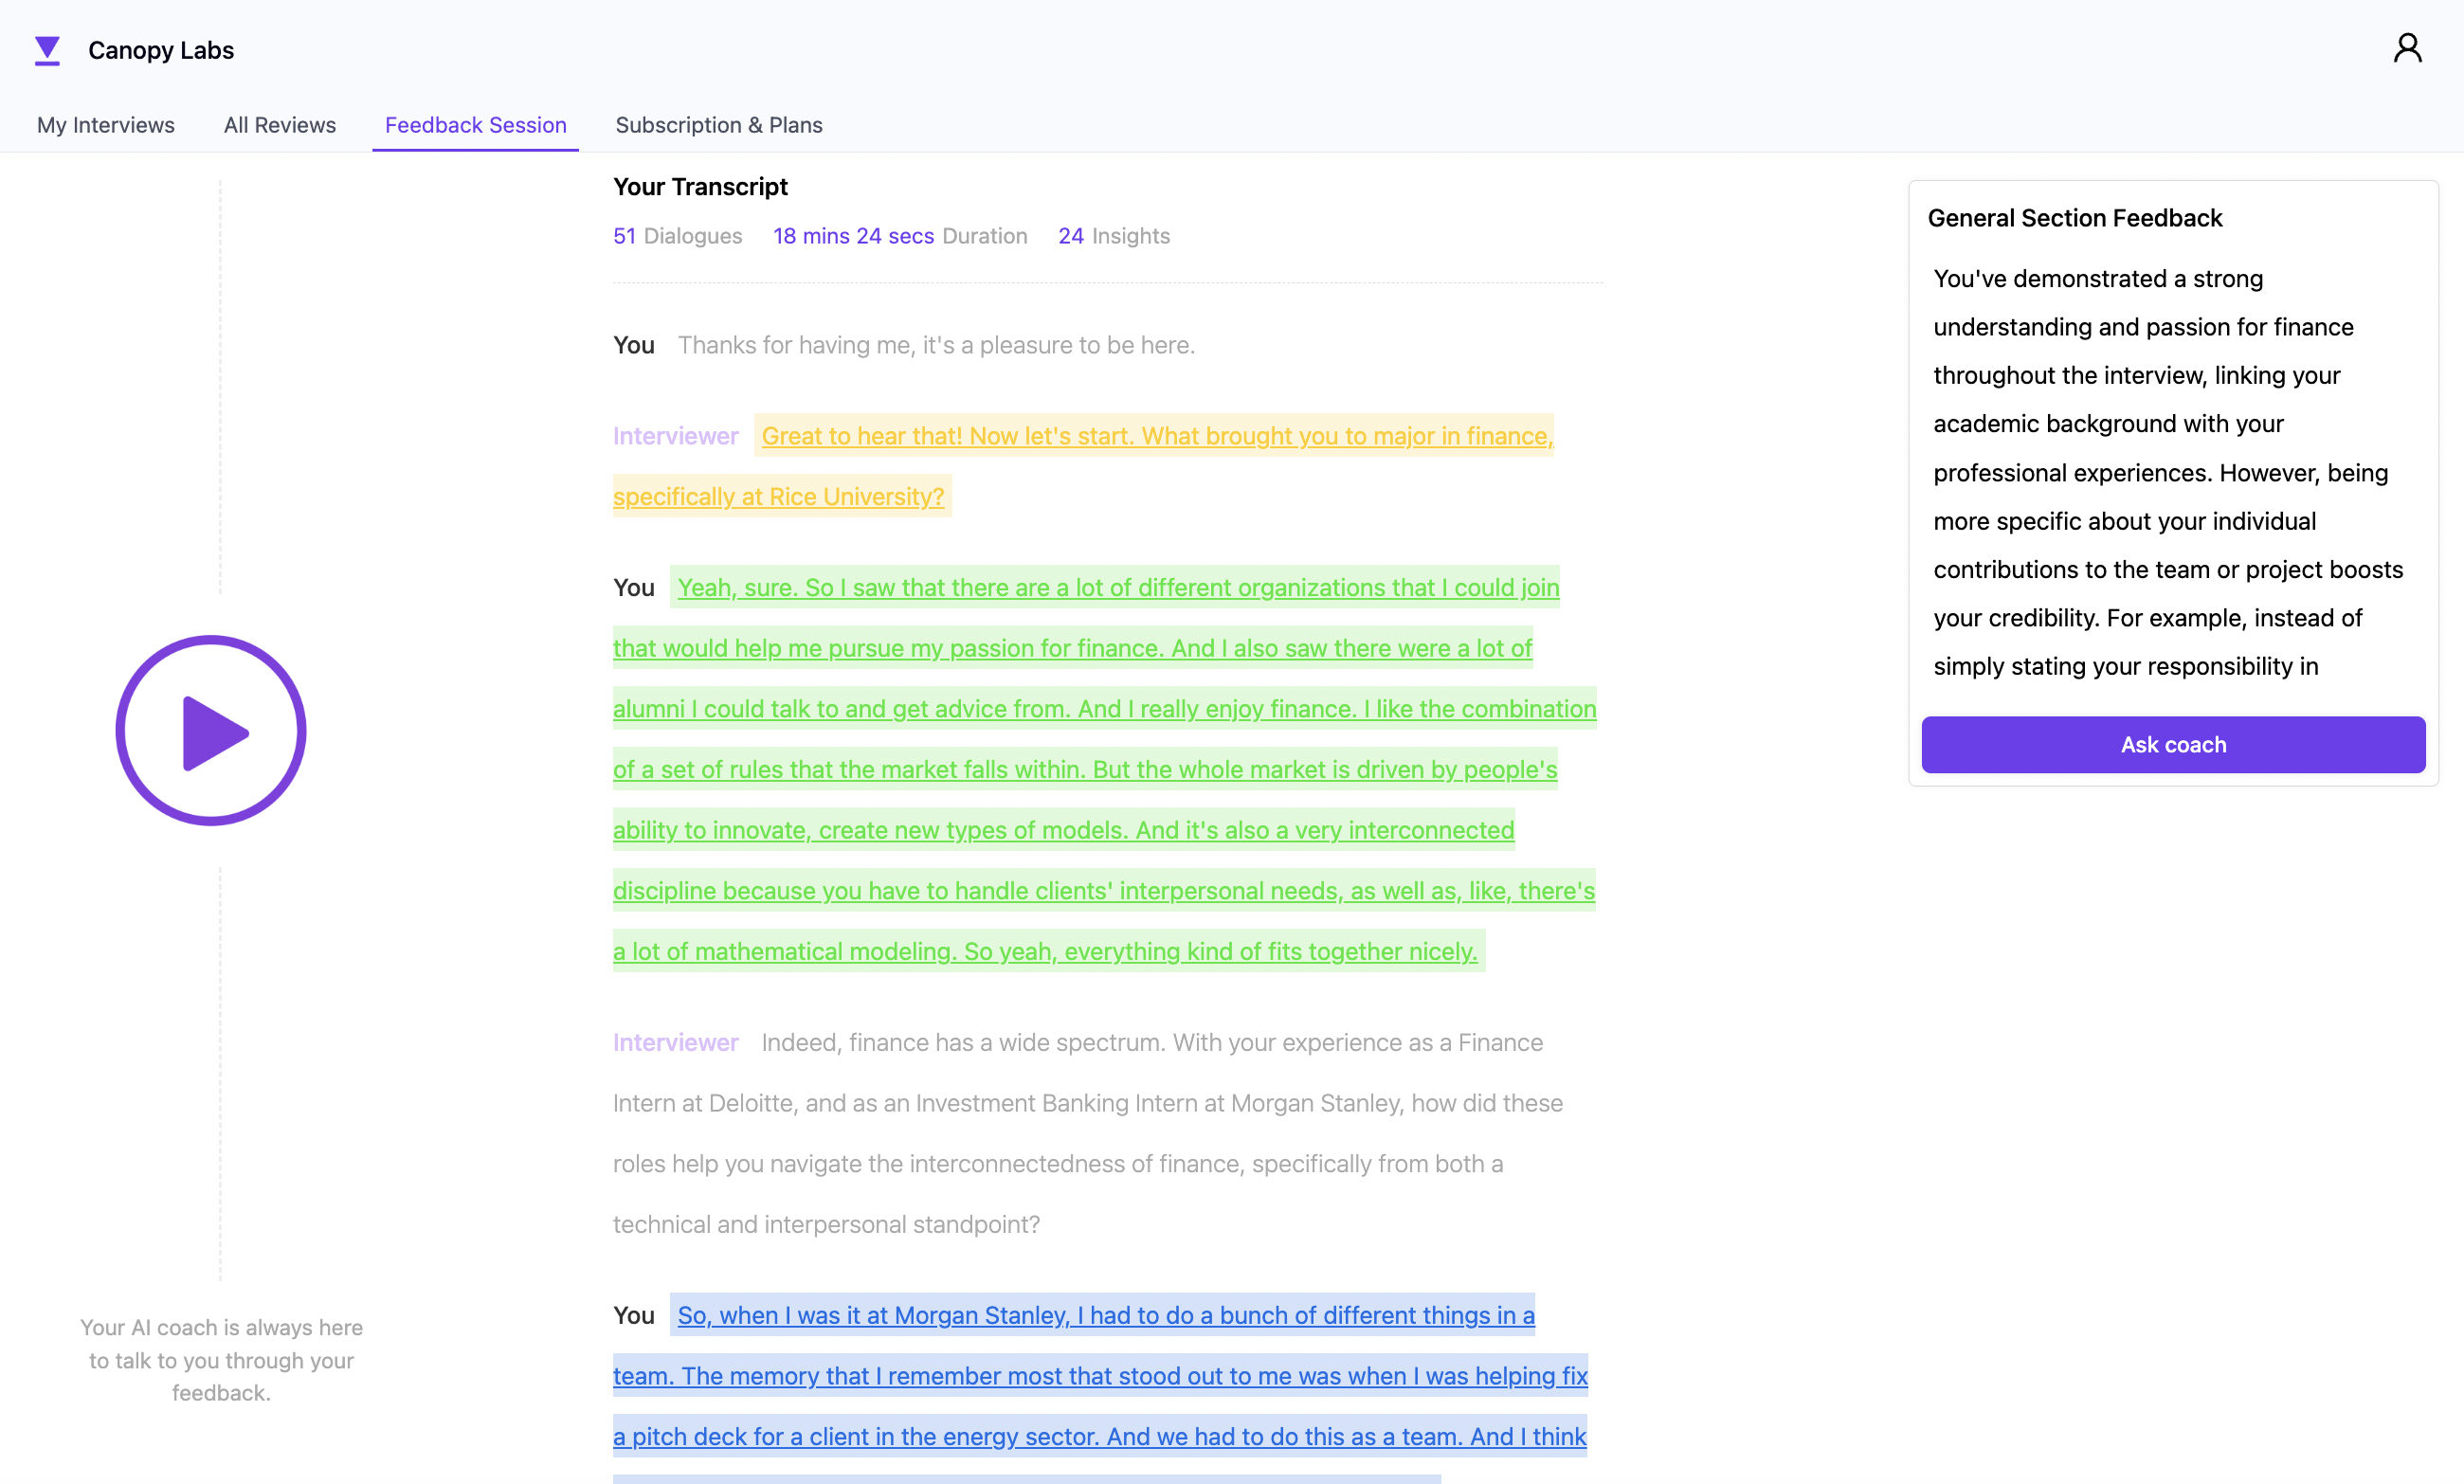 Canopy Labs
My Interviews
All Reviews
Feedback Session
Subscription & Plans
Your Transcript
51 Dialogues 18 mins 24 secs Duration 24 Insights
You Thanks for having me, it's a pleasure to be here.
Interviewer Great to hear that! Now let's start. What brought you to major in finance,
specifically at Rice University?
You Yeah, sure. So I saw that there are a lot of different organizations that I could join
that would help me pursue my passion for finance. And I also saw there were a lot of
alumni I could talk to and get advice from. And I really enjoy finance. I like the combination
of a set of rules that the market falls within. But the whole market is driven by people's
ability to innovate, create new types of models. And it's also a very interconnected
discipline because you have to handle clients' interpersonal needs, as well as, like, there's
a lot of mathematical modeling. So yeah, everything kind of fits together nicely.
Interviewer Indeed, finance has a wide spectrum. With your experience as a Finance
Intern at Deloitte, and as an Investment Banking Intern at Morgan Stanley, how did these
roles help you navigate the interconnectedness of finance, specifically from both a
technical and interpersonal standpoint?
You So, when I was it at Morgan Stanley, I had to do a bunch of different things in a
team. The memory that I remember most that stood out to me was when I was helping fix
a pitch deck for a client in the energy sector. And we had to do this as a team. And I think
Your AI coach is always here
to talk to you through your
feedback.
General Section Feedback
You've demonstrated a strong
understanding and passion for finance
throughout the interview, linking your
academic background with your
professional experiences. However, being
more specific about your individual
contributions to the team or project boosts
your credibility. For example, instead of
simply stating your responsibility in
Ask coach